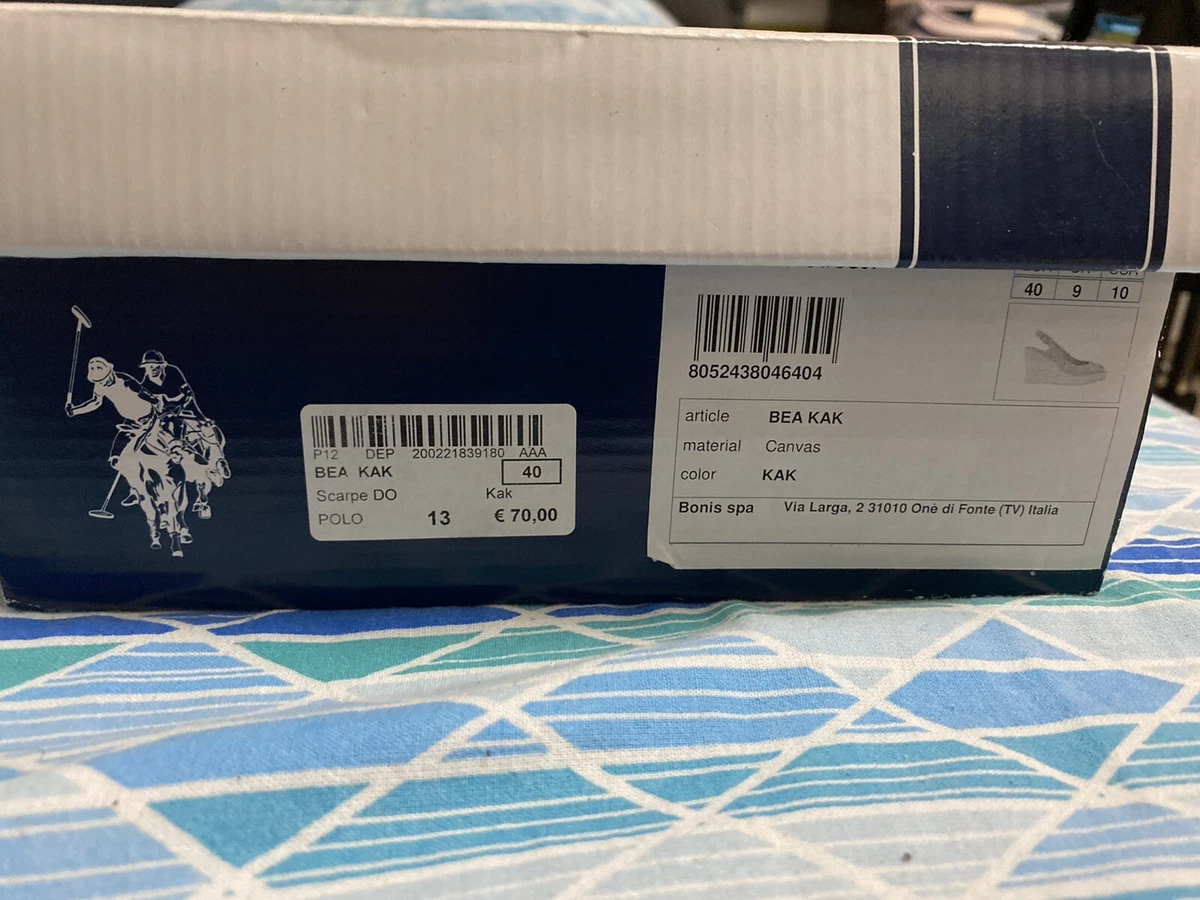 P12 DEP 200221839180 AAA
BEA KAK 40
Scarpe DO Kak
POLO 13 € 70,00
40 9 10
8052438046404
article BEA KAK
material Canvas
color KAK
Bonis spa Via Larga, 2 31010 Onè di Fonte (TV) Italia